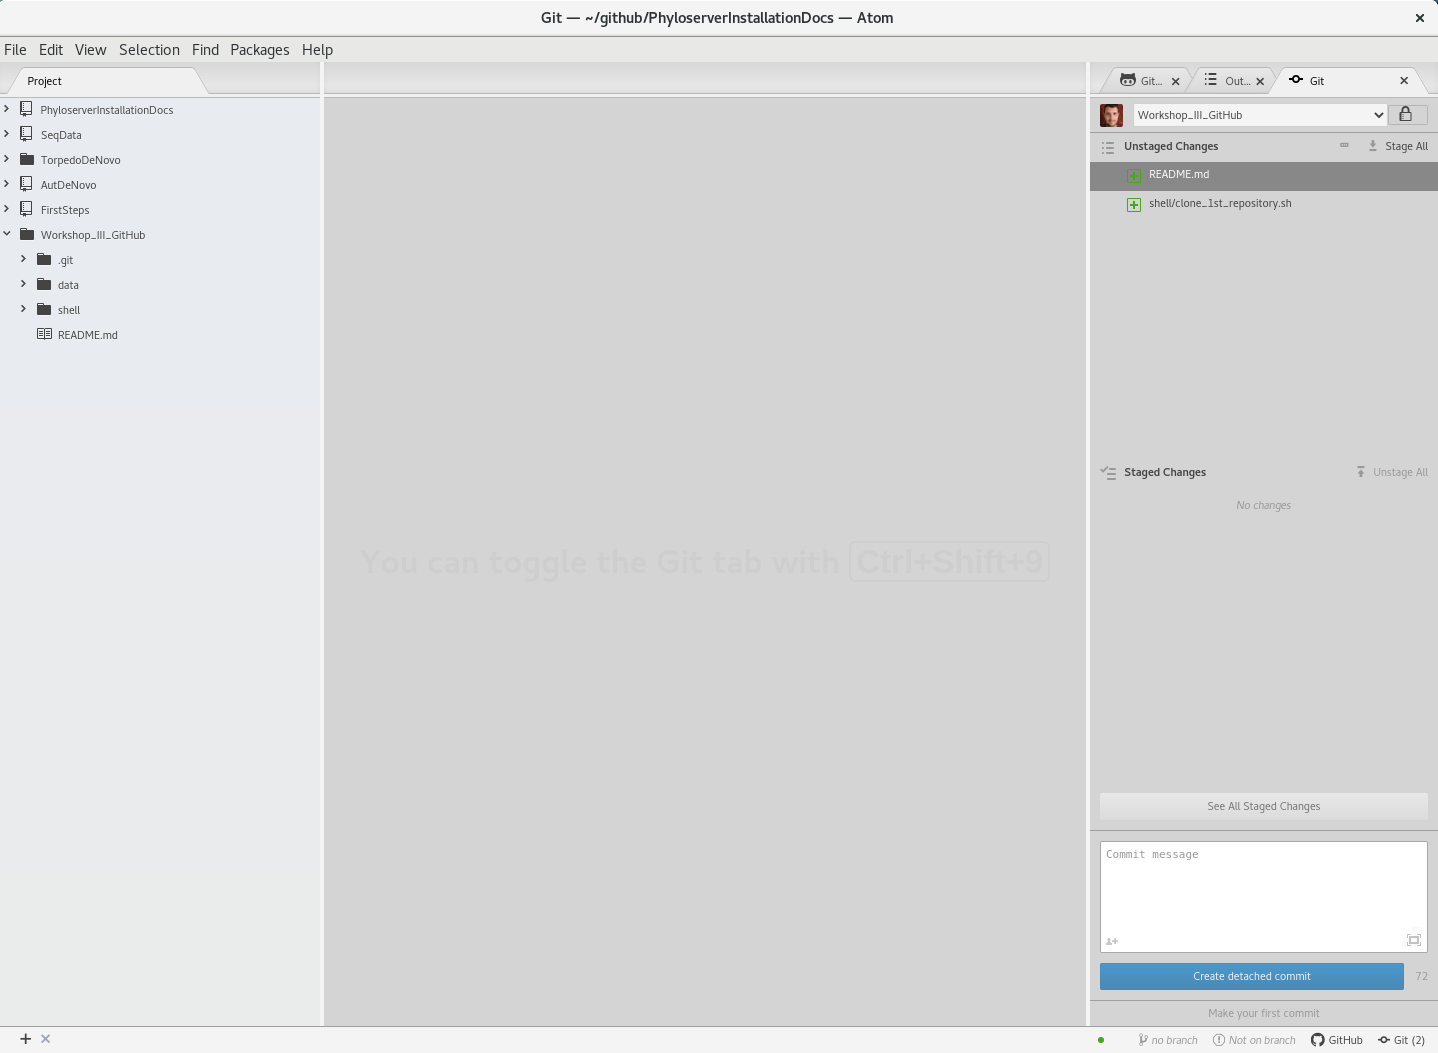 Git — ~/github/PhyloserverInstallationDocs — Atom
File Edit View Selection Find Packages Help
Project
Git...
Out...
Git
PhyloserverInstallationDocs
SeqData
TorpedoDeNovo
AutDeNovo
FirstSteps
Workshop_III_GitHub
.git
data
shell
README.md
You can toggle the Git tab with Ctrl+Shift+9
Workshop_III_GitHub
Unstaged Changes
Stage All
README.md
shell/clone_1st_repository.sh
Staged Changes
Unstage All
No changes
See All Staged Changes
Commit message
Create detached commit
72
Make your first commit
no branch
Not on branch
GitHub
Git (2)